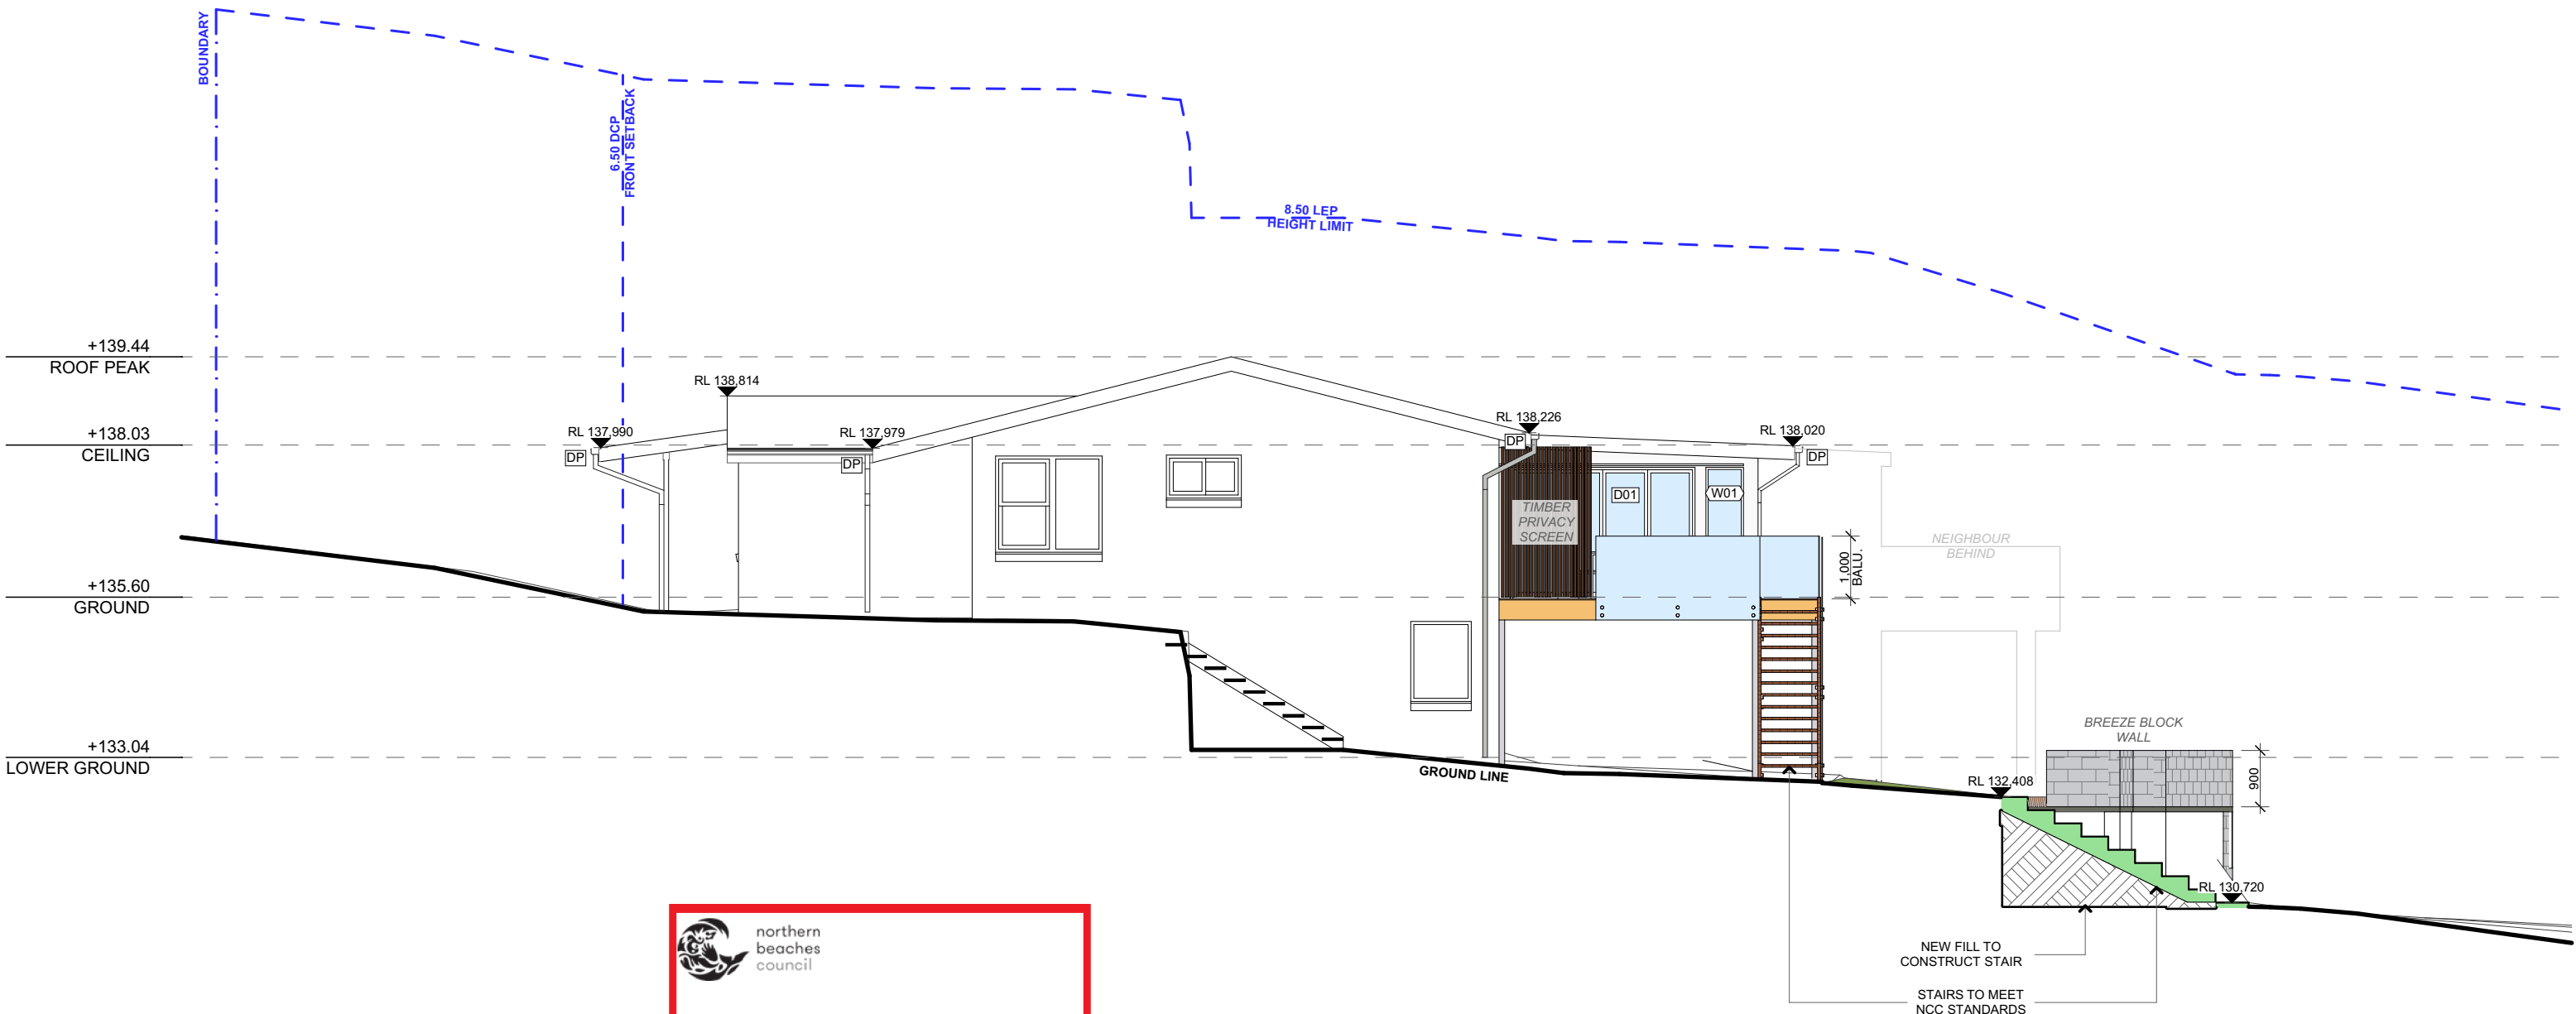 BOUNDARY
6.50 DCP
FRONT SETBACK
8.50 LEP
HEIGHT LIMIT
+139.44
ROOF PEAK
RL 138,814
RL 138,226
+138.03
CEILING
RL 137,990
RL 137,979
RL 138,020
DP
DP
DP
DP
D01
W01
TIMBER
PRIVACY
SCREEN
NEIGHBOUR
BEHIND
1,000
BALU.
+135.60
GROUND
BREEZE BLOCK
WALL
+133.04
LOWER GROUND
GROUND LINE
RL 132,408
900
RL 130,720
northern
beaches
council
NEW FILL TO
CONSTRUCT STAIR
STAIRS TO MEET
NCC STANDARDS